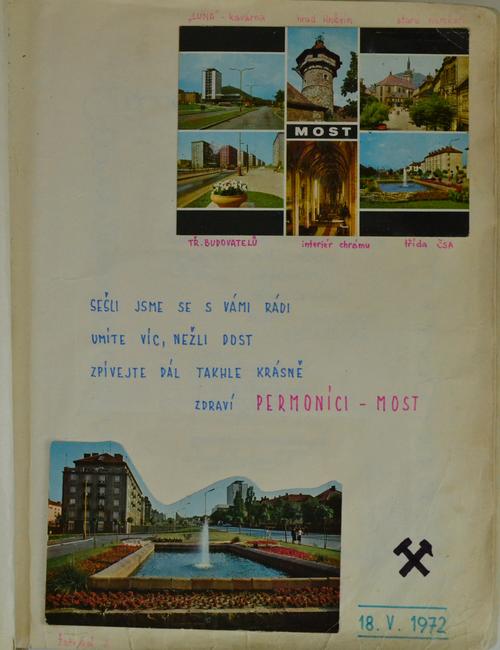 „LUNA"-kavárna hrad Hněvín staré
MOST
TŘ. BUDOVATELŮ interiér chrámu třída ČSA
SEŠLI JSME SE S VÁMI RÁDI
UMÍTE VÍC, NEŽLI DOST
ZPÍVEJTE DÁL TAKHLE KRÁSNĚ
ZDRAVÍ PERMONÍCI - MOST
18. V. 1972